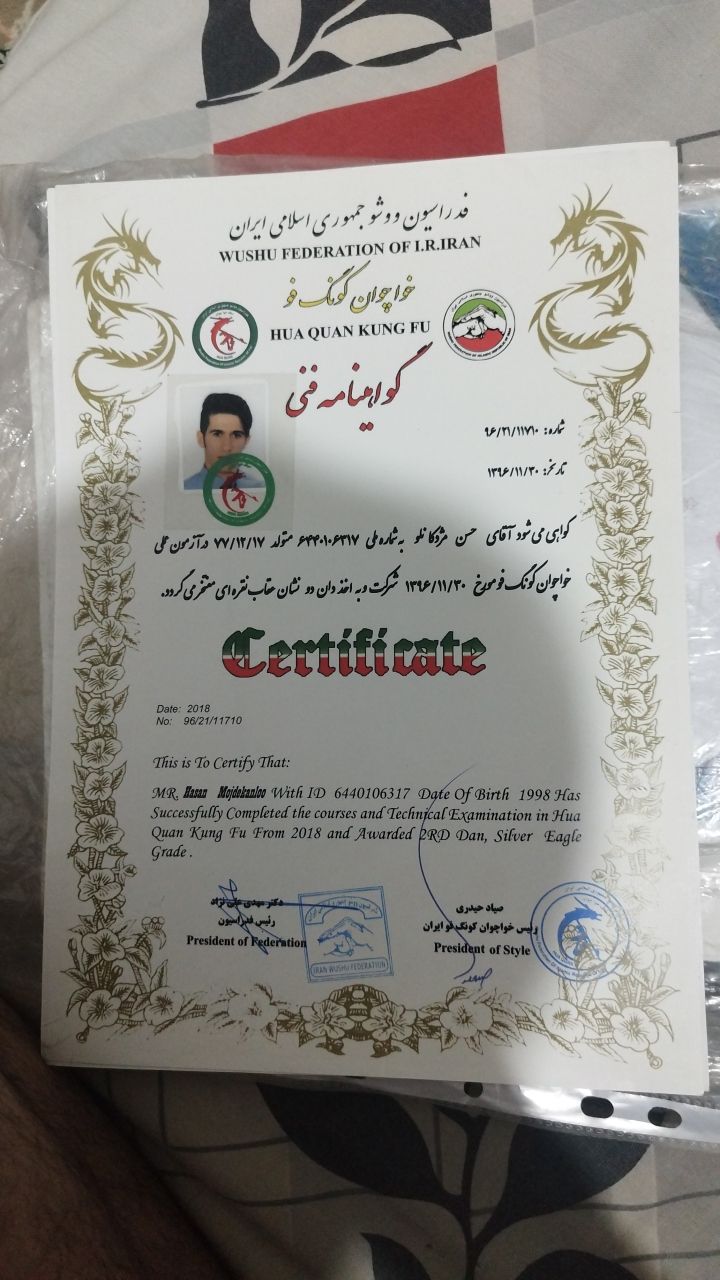 فدراسیون ووشو جمهوری اسلامی ایران
WUSHU FEDERATION OF I.R.IRAN
خواچوان کونگ فو
HUA QUAN KUNG FU
گواهینامه فنی
شماره: ۹۶/۲۱/۱۱۷۱۰
تاریخ: ۱۳۹۶/۱۱/۳۰
گواهی می شود آقای حسن مژدکانلو به شماره ملی ۶۴۴۰۱۰۶۳۱۷ متولد ۷۷/۱۲/۱۷ در آزمون عملی
خواچوان کونگ فو مورخ ۱۳۹۶/۱۱/۳۰ شرکت و به اخذ دان دو نشان عقاب نقره ای مفتخر می گردد.
Certificate
Date: 2018
No: 96/21/11710
This is To Certify That:
MR. Hasan Mojdekanloo With ID 6440106317 Date Of Birth 1998 Has
Successfully Completed the courses and Technical Examination in Hua
Quan Kung Fu From 2018 and Awarded 2RD Dan, Silver Eagle
Grade .
دکتر مهدی علی نژاد
رئیس فدراسیون
President of Federation
IRAN WUSHU FEDERATION
صیاد حیدری
رئیس خواچوان کونگ فو ایران
President of Style